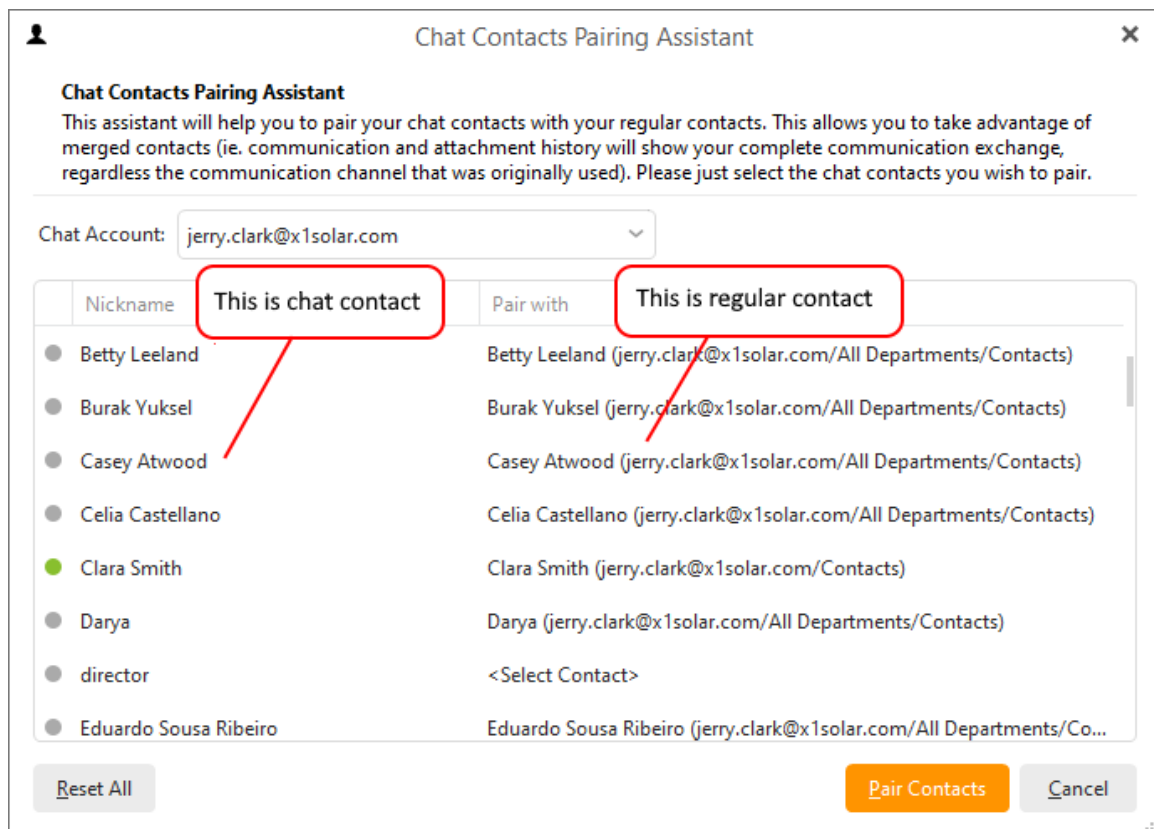 Chat Contacts Pairing Assistant
Chat Contacts Pairing Assistant
This assistant will help you to pair your chat contacts with your regular contacts. This allows you to take advantage of
merged contacts (ie. communication and attachment history will show your complete communication exchange,
regardless the communication channel that was originally used). Please just select the chat contacts you wish to pair.
Chat Account: jerry.clark@x1solar.com
Nickname This is chat contact Pair with This is regular contact
Betty Leeland Betty Leeland (jerry.clark@x1solar.com/All Departments/Contacts)
Burak Yuksel Burak Yuksel (jerry.clark@x1solar.com/All Departments/Contacts)
Casey Atwood Casey Atwood (jerry.clark@x1solar.com/All Departments/Contacts)
Celia Castellano Celia Castellano (jerry.clark@x1solar.com/All Departments/Contacts)
Clara Smith Clara Smith (jerry.clark@x1solar.com/Contacts)
Darya Darya (jerry.clark@x1solar.com/All Departments/Contacts)
director <Select Contact>
Eduardo Sousa Ribeiro Eduardo Sousa Ribeiro (jerry.clark@x1solar.com/All Departments/Co...
Reset All Pair Contacts Cancel